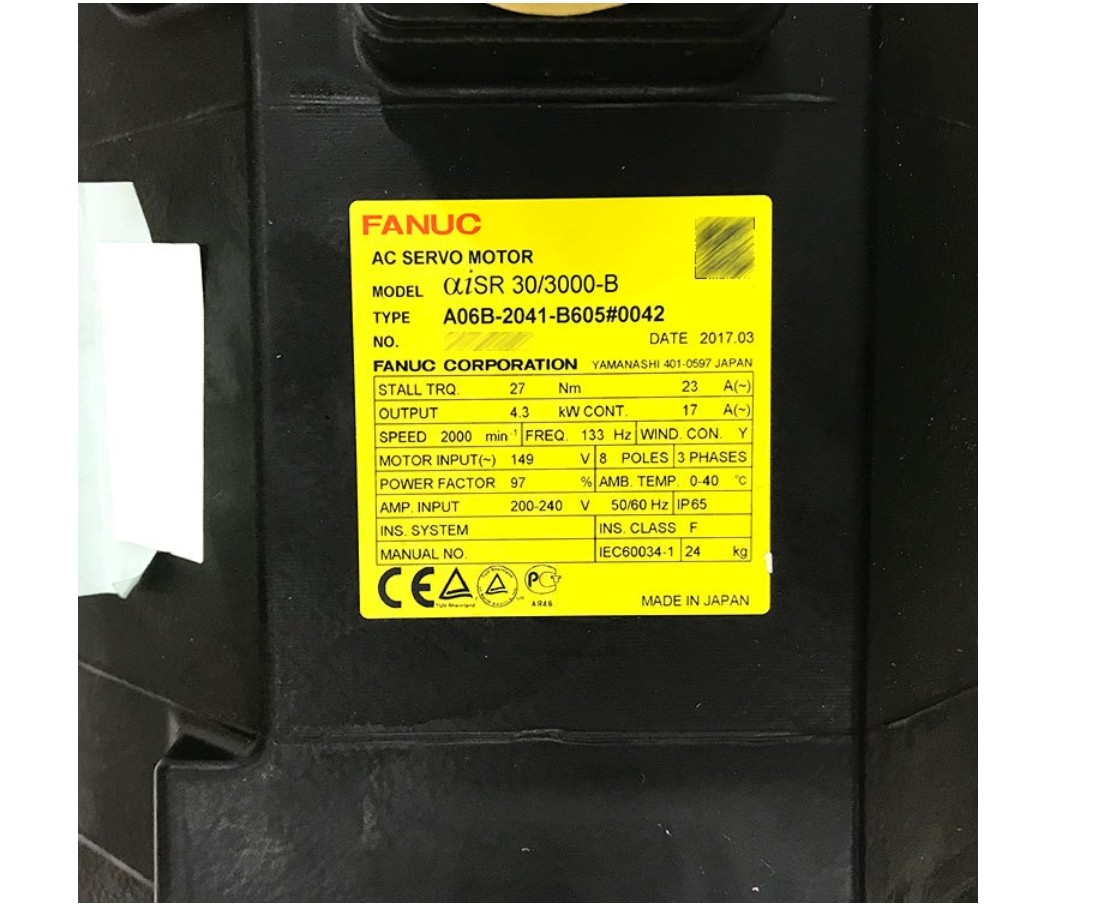 FANUC
AC SERVO MOTOR
MODEL αiSR 30/3000-B
TYPE A06B-2041-B605#0042
NO. DATE 2017.03
FANUC CORPORATION YAMANASHI 401-0597 JAPAN
STALL TRQ. 27 Nm 23 A(~)
OUTPUT 4.3 kW CONT. 17 A(~)
SPEED 2000 min⁻¹ FREQ. 133 Hz WIND. CON. Y
MOTOR INPUT(~) 149 V 8 POLES 3 PHASES
POWER FACTOR 97 % AMB. TEMP. 0-40 °C
AMP. INPUT 200-240 V 50/60 Hz IP65
INS. SYSTEM INS. CLASS F
MANUAL NO. IEC60034-1 24 kg
CE TÜV Rheinland PCT
AR46
MADE IN JAPAN